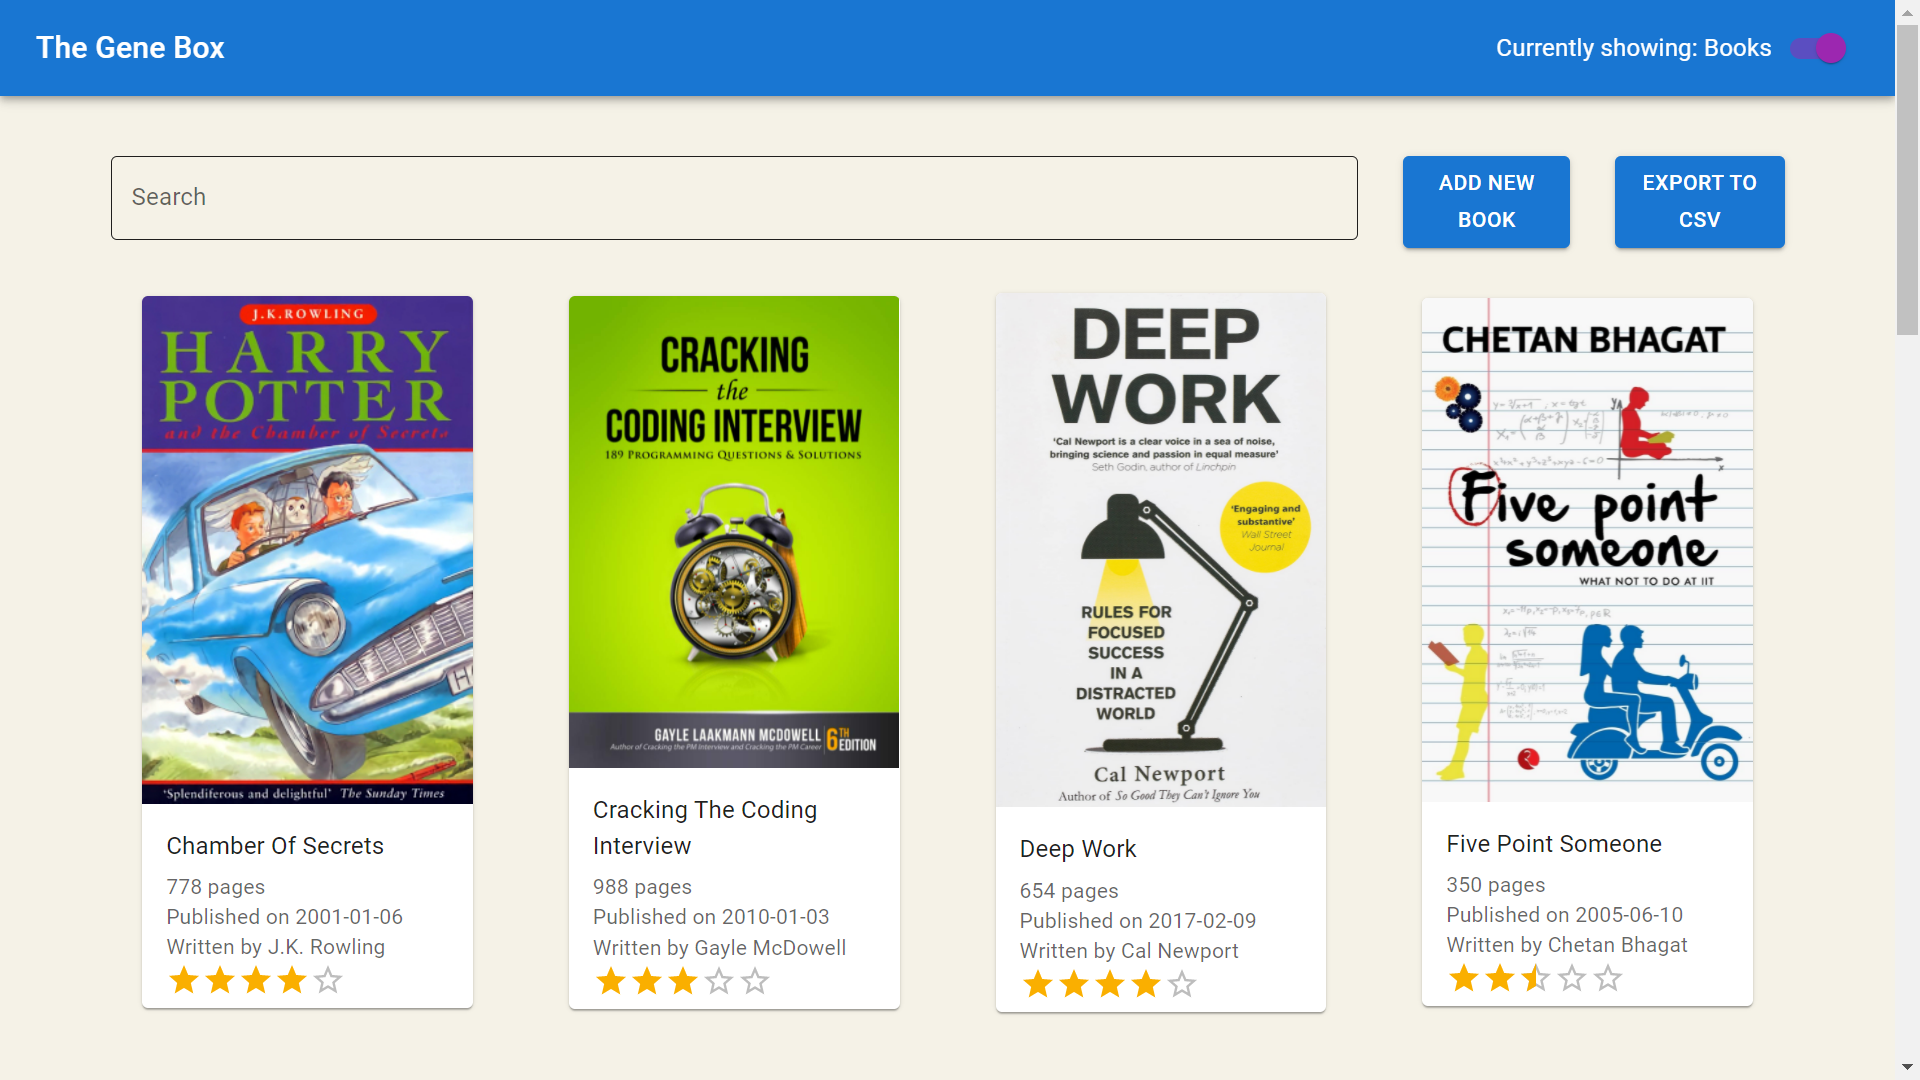 The Gene Box
Currently showing: Books
Search
ADD NEW
BOOK
EXPORT TO
CSV
J.K.ROWLING
HARRY
POTTER
and the Chamber of Secrets
'Splendiferous and delightful' The Sunday Times
Chamber Of Secrets
778 pages
Published on 2001-01-06
Written by J.K. Rowling
CRACKING
the
CODING INTERVIEW
189 PROGRAMMING QUESTIONS & SOLUTIONS
GAYLE LAAKMANN MCDOWELL
Author of Cracking the PM Interview and Cracking the PM Career
6TH
EDITION
Cracking The Coding
Interview
988 pages
Published on 2010-01-03
Written by Gayle McDowell
DEEP
WORK
'Cal Newport is a clear voice in a sea of noise,
bringing science and passion in equal measure'
Seth Godin, author of Linchpin
'Engaging and
substantive'
Wall Street
Journal
RULES FOR
FOCUSED
SUCCESS
IN A
DISTRACTED
WORLD
Cal Newport
Author of So Good They Can't Ignore You
Deep Work
654 pages
Published on 2017-02-09
Written by Cal Newport
CHETAN BHAGAT
Five point
someone
WHAT NOT TO DO AT IIT
Five Point Someone
350 pages
Published on 2005-06-10
Written by Chetan Bhagat